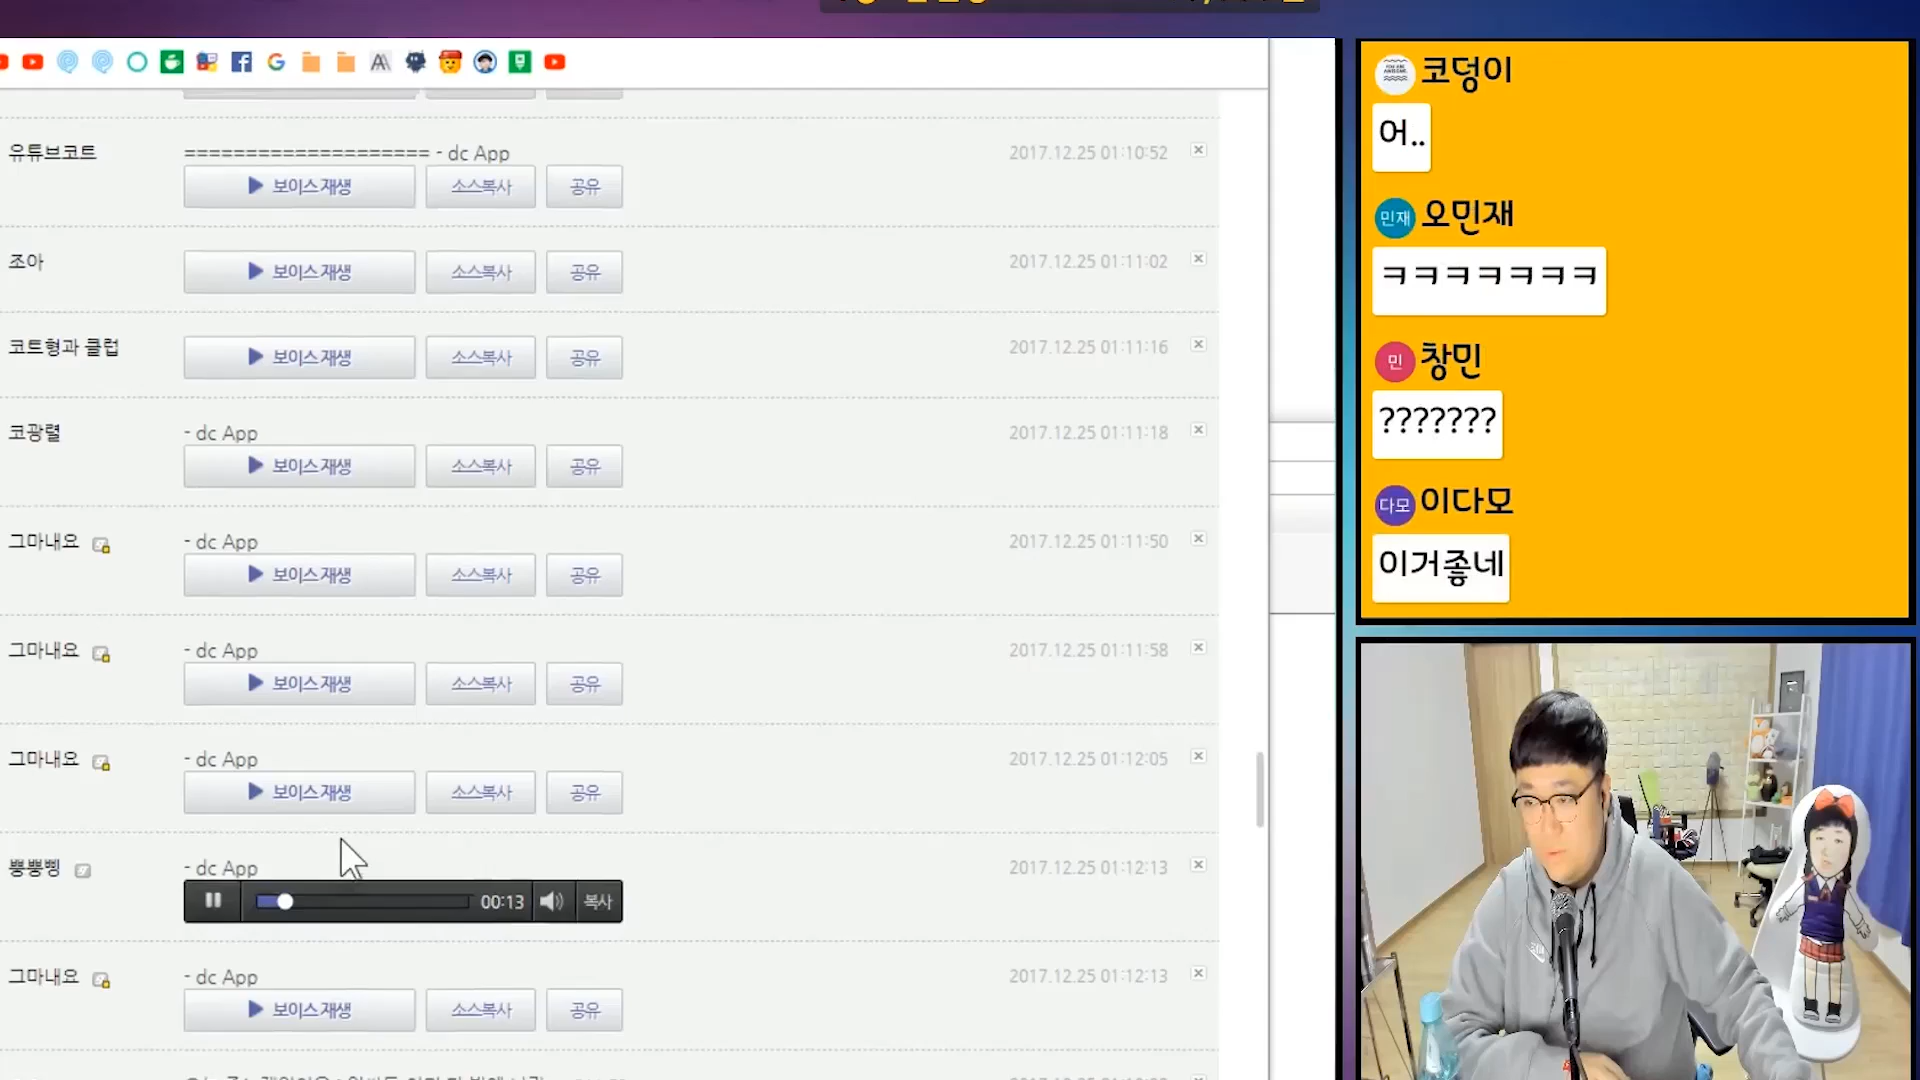 유튜브코트
==================== - dc App
2017.12.25 01:10:52
보이스재생
소스복사
공유
조아
2017.12.25 01:11:02
보이스재생
소스복사
공유
코트형과 클럽
2017.12.25 01:11:16
보이스재생
소스복사
공유
코광렬
- dc App
2017.12.25 01:11:18
보이스재생
소스복사
공유
그마내요
- dc App
2017.12.25 01:11:50
보이스재생
소스복사
공유
그마내요
- dc App
2017.12.25 01:11:58
보이스재생
소스복사
공유
그마내요
- dc App
2017.12.25 01:12:05
보이스재생
소스복사
공유
뿅뿅삥
- dc App
2017.12.25 01:12:13
00:13
복사
그마내요
- dc App
2017.12.25 01:12:13
보이스재생
소스복사
공유
코덩이
어..
민재
오민재
ㅋㅋㅋㅋㅋㅋㅋ
민
창민
???????
다모
이다모
이거좋네